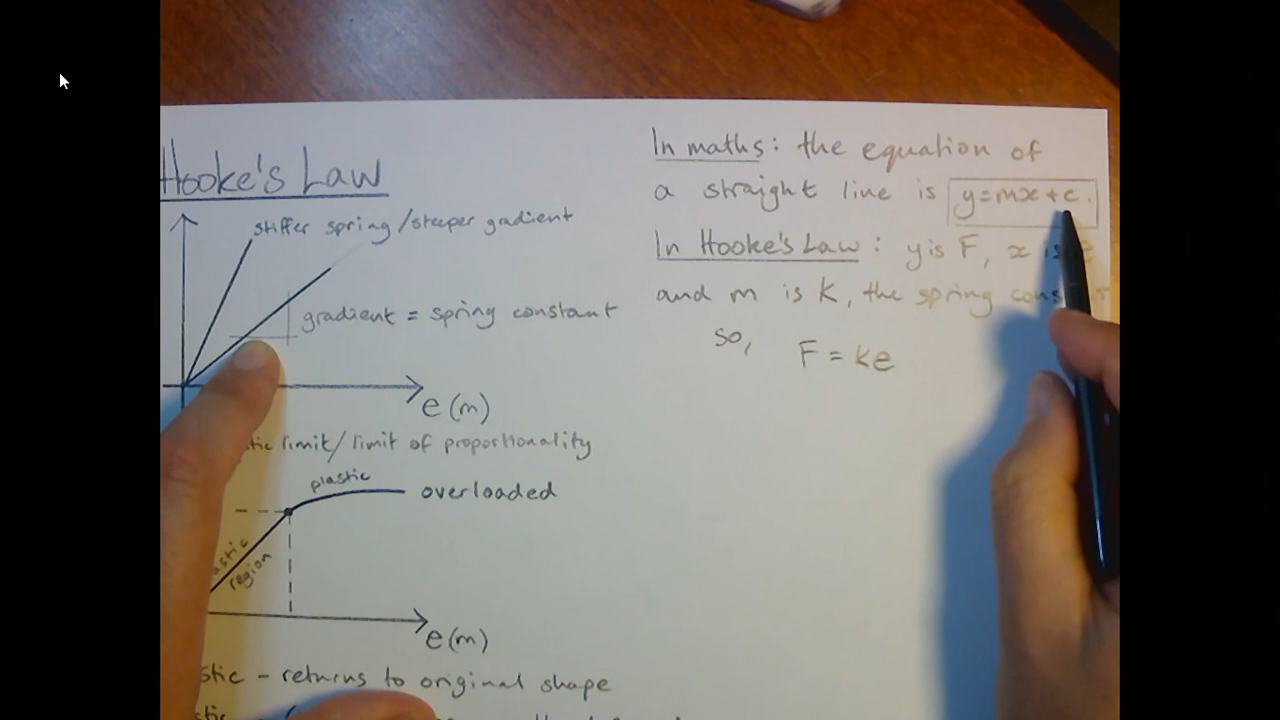 Hooke's Law
stiffer spring/steeper gradient
gradient = spring constant
e (m)
limit/limit of proportionality
plastic
overloaded
region
e (m)
- returns to original shape
In maths: the equation of
a straight line is y=mx+c.
In Hooke's Law: y is F, x is e
and m is k, the spring
so, F = ke